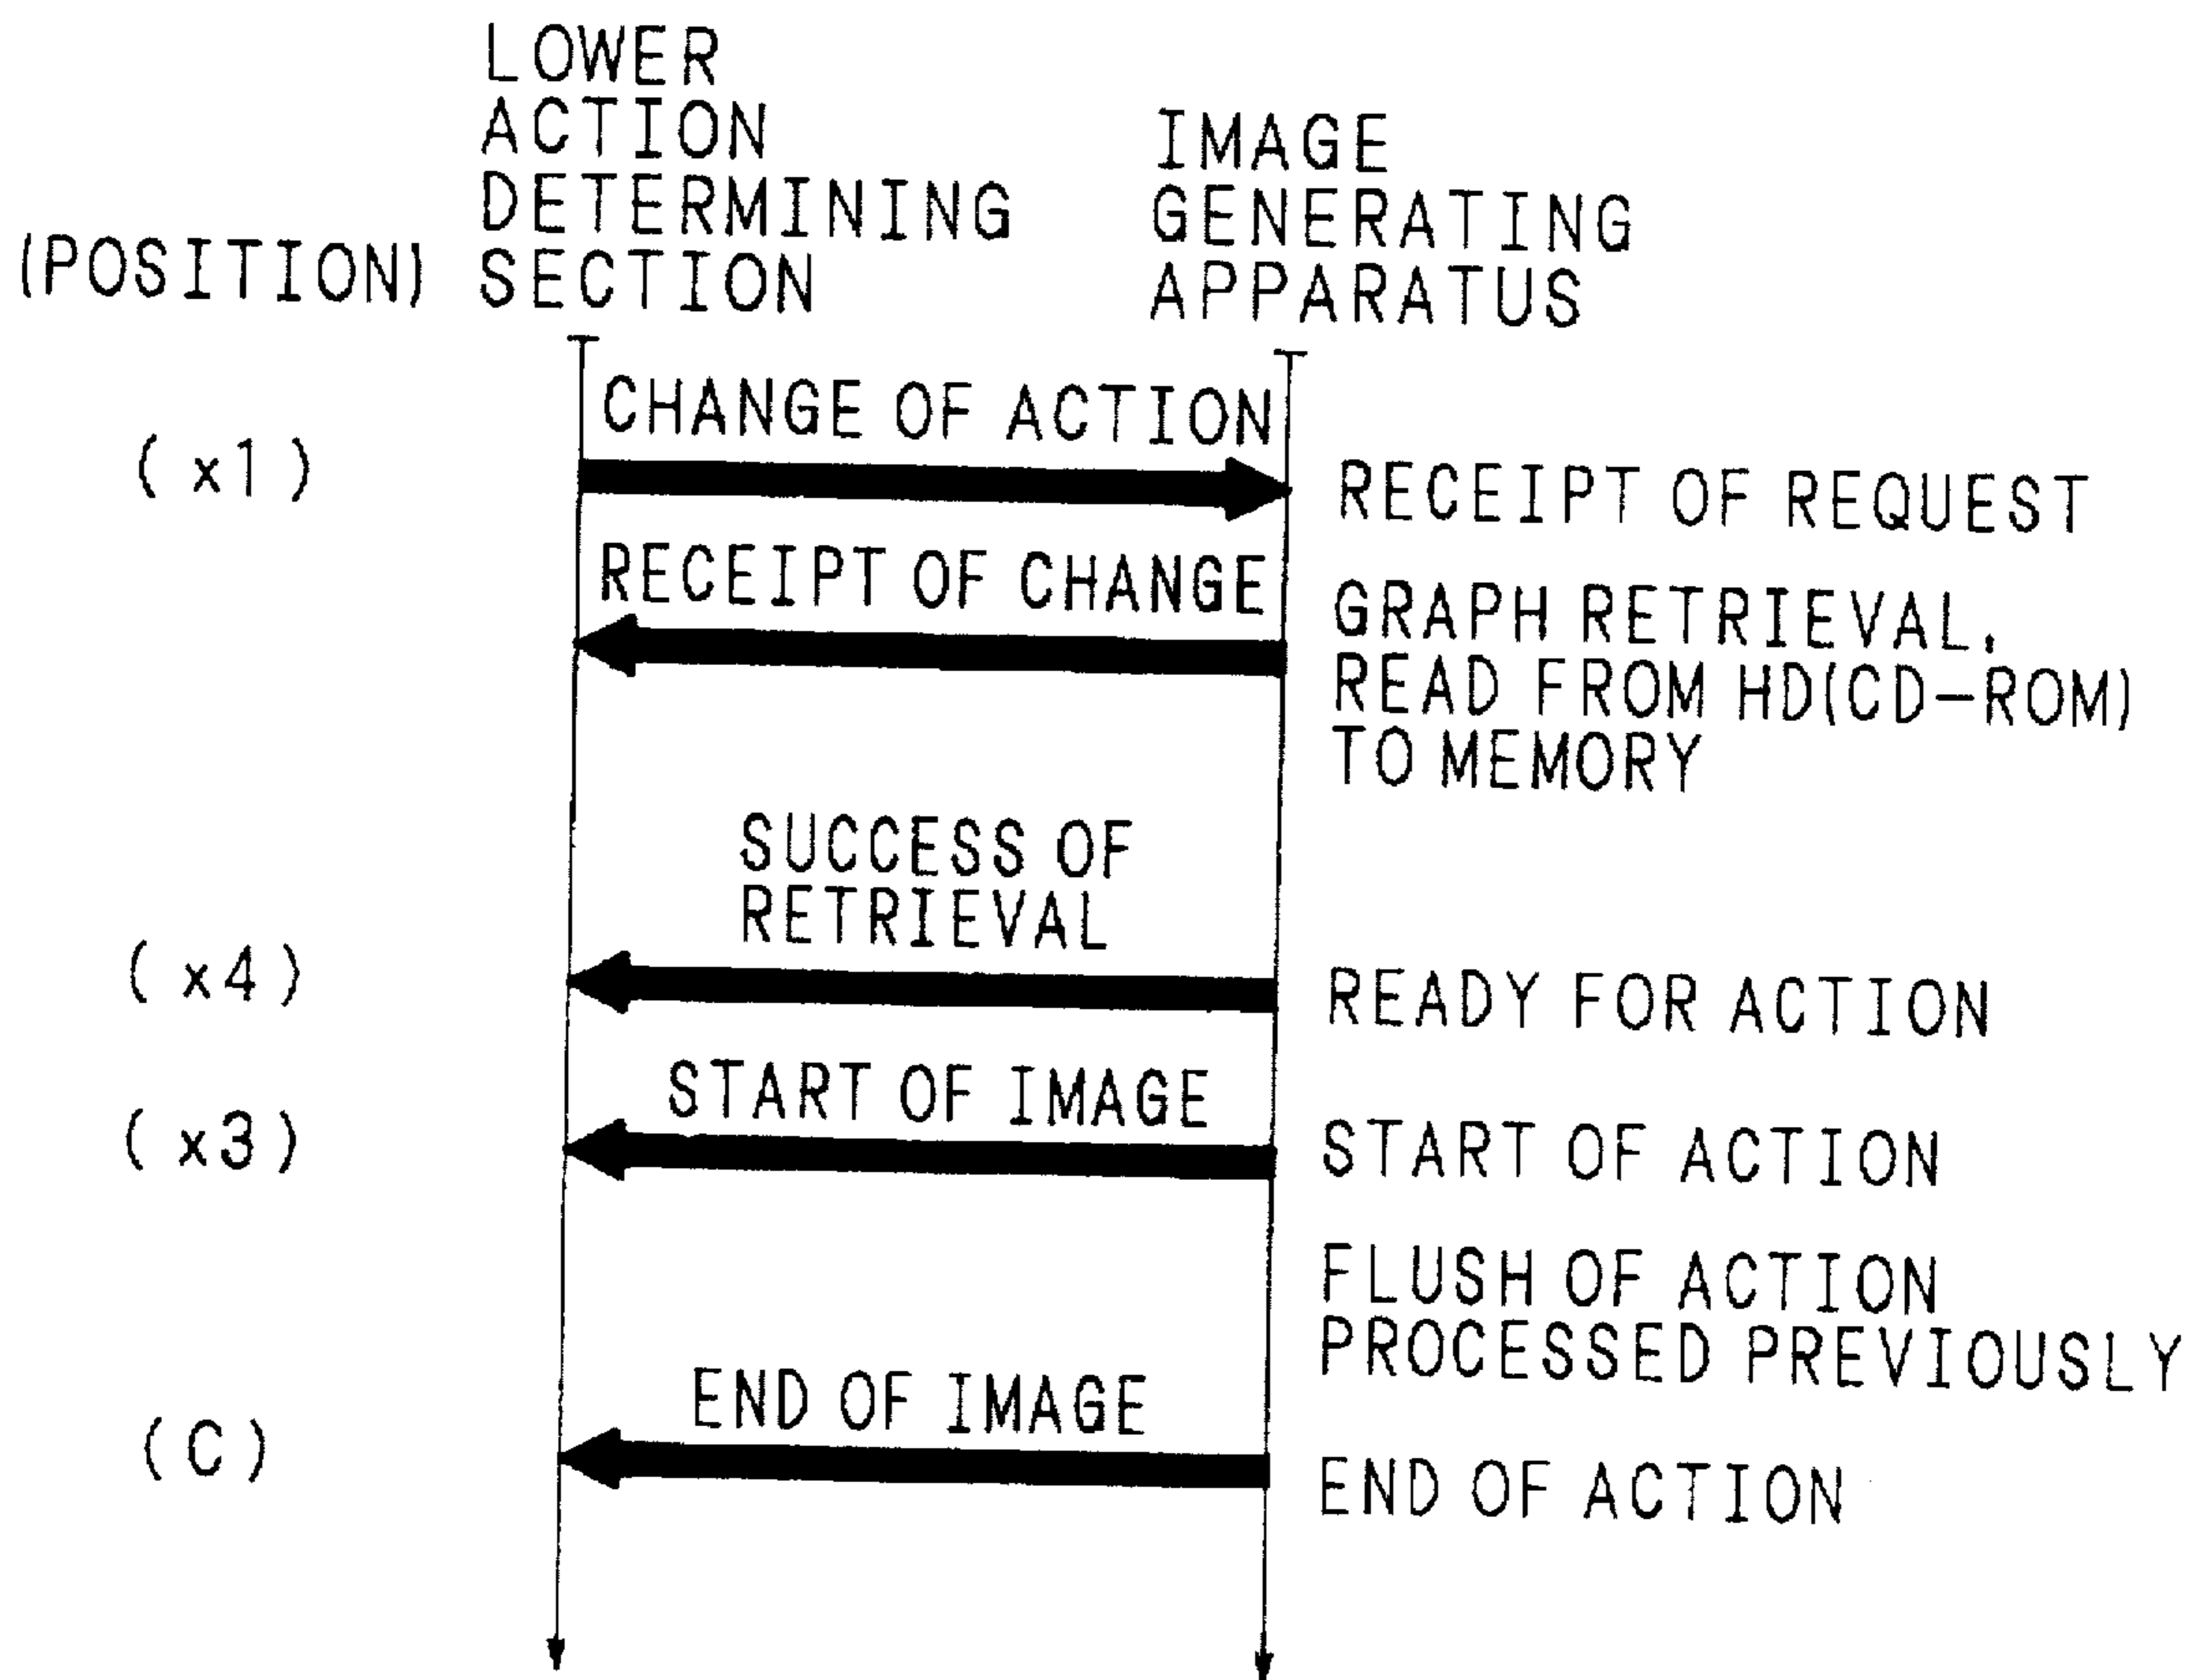 (POSITION)
LOWER
ACTION
DETERMINING
SECTION
IMAGE
GENERATING
APPARATUS
(x1)
CHANGE OF ACTION
RECEIPT OF REQUEST
RECEIPT OF CHANGE
GRAPH RETRIEVAL,
READ FROM HD(CD-ROM)
TO MEMORY
SUCCESS OF
RETRIEVAL
(x4)
READY FOR ACTION
START OF IMAGE
(x3)
START OF ACTION
FLUSH OF ACTION
PROCESSED PREVIOUSLY
END OF IMAGE
(C)
END OF ACTION